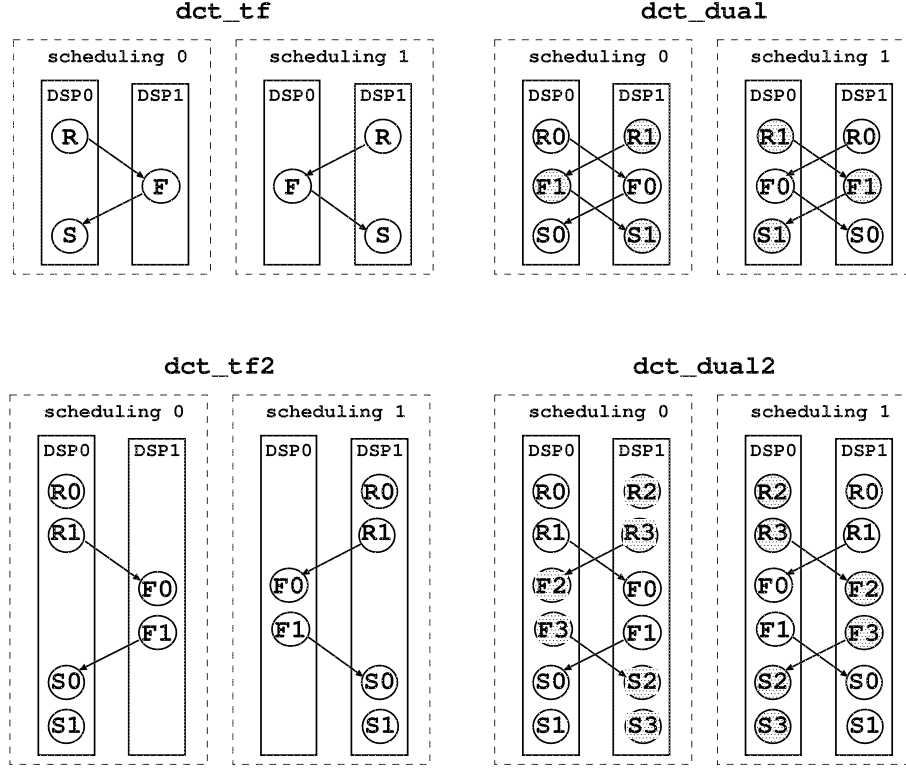 dct_tf
dct_dual
scheduling 0
scheduling 1
scheduling 0
scheduling 1
DSP0 DSP1
DSP0 DSP1
DSP0 DSP1
DSP0 DSP1
R
R
R0 R1
R1 R0
F
F
F1 F0
F0 F1
S
S
S0 S1
S1 S0
dct_tf2
dct_dual2
scheduling 0
scheduling 1
scheduling 0
scheduling 1
DSP0 DSP1
DSP0 DSP1
DSP0 DSP1
DSP0 DSP1
R0
R0
R0 R2
R2 R0
R1
R1
R1 R3
R3 R1
F0
F0
F2 F0
F0 F2
F1
F1
F3 F1
F1 F3
S0
S0
S0 S2
S2 S0
S1
S1
S1 S3
S3 S1